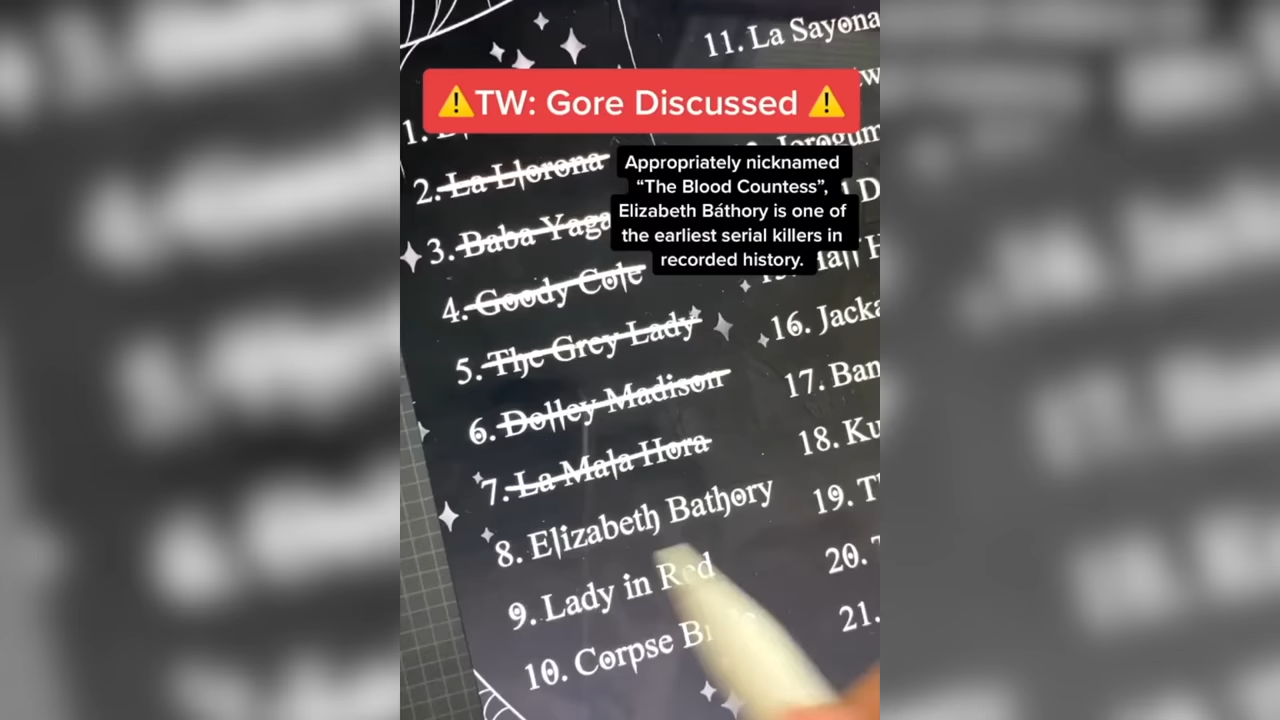 11. La Sayona
⚠️TW: Gore Discussed ⚠️
1.
2. La Llorona
3. Baba Yaga
4. Goody Cole
5. The Grey Lady
6. Dolley Madison
7. La Mala Hora
8. Elizabeth Bathory
9. Lady in Red
10. Corpse
Appropriately nicknamed
“The Blood Countess”,
Elizabeth Báthory is one of
the earliest serial killers in
recorded history.
16.
17.
18.
19.
20.
21.